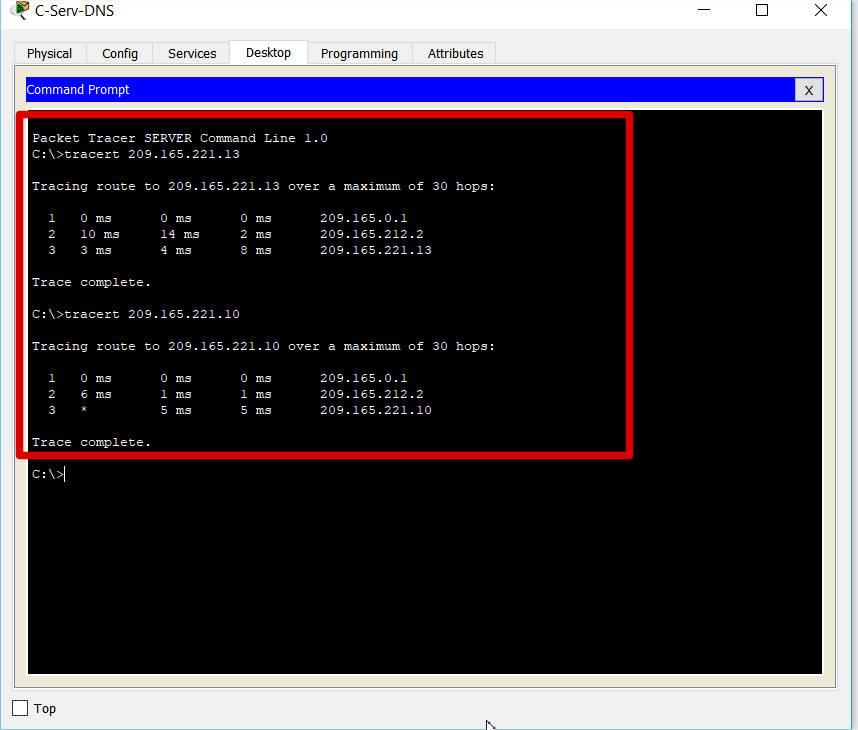 C-Serv-DNS
Physical Config Services Desktop Programming Attributes
Command Prompt X
Packet Tracer SERVER Command Line 1.0
C:\>tracert 209.165.221.13
Tracing route to 209.165.221.13 over a maximum of 30 hops:
1 0 ms 0 ms 0 ms 209.165.0.1
2 10 ms 14 ms 2 ms 209.165.212.2
3 3 ms 4 ms 8 ms 209.165.221.13
Trace complete.
C:\>tracert 209.165.221.10
Tracing route to 209.165.221.10 over a maximum of 30 hops:
1 0 ms 0 ms 0 ms 209.165.0.1
2 6 ms 1 ms 1 ms 209.165.212.2
3 * 5 ms 5 ms 209.165.221.10
Trace complete.
C:\>
Top